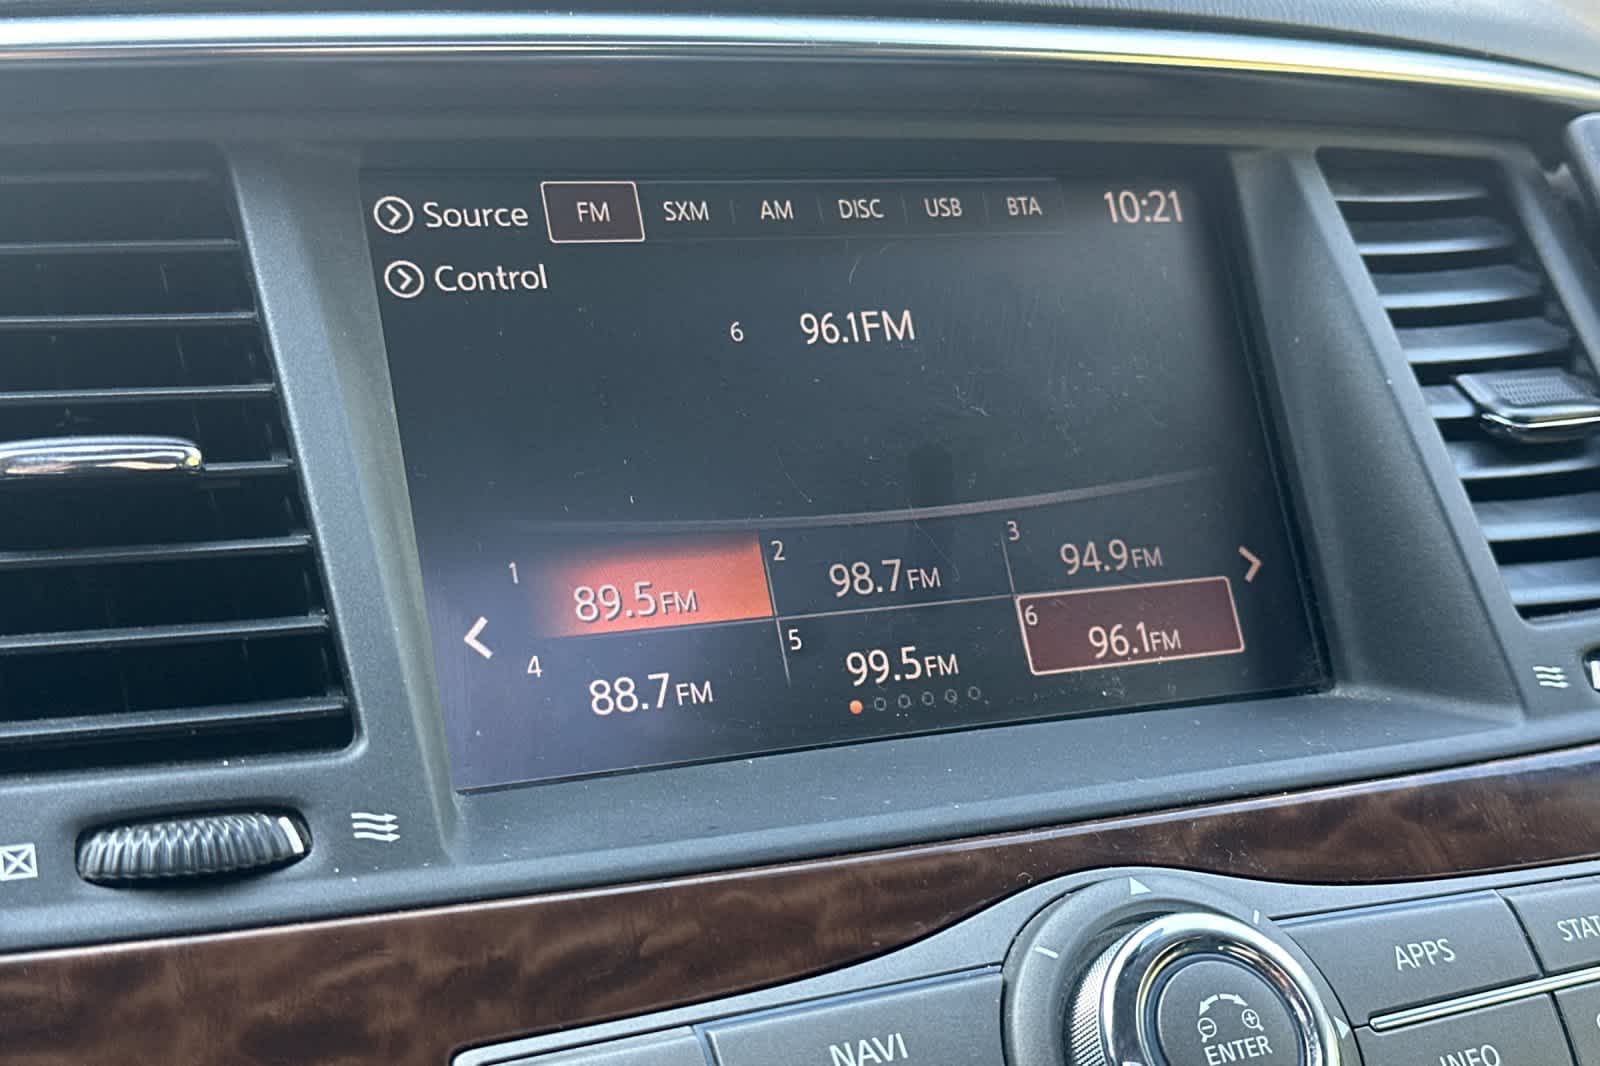 Source FM SXM AM DISC USB BTA 10:21
Control
6 96.1FM
1 89.5FM 2 98.7FM 3 94.9FM
4 88.7FM 5 99.5FM 6 96.1FM
APPS
NAVI
ENTER
INFO